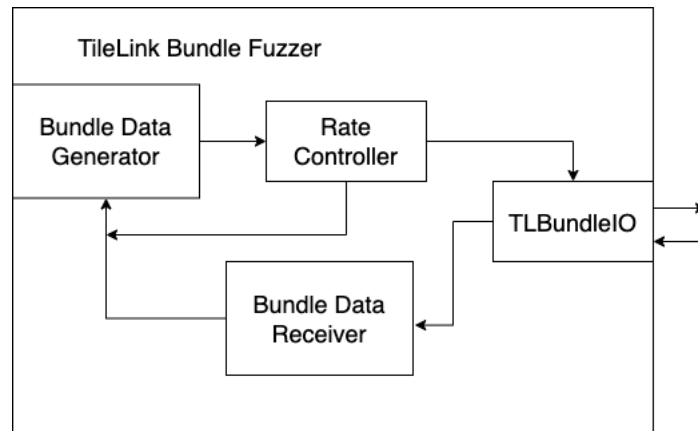 TileLink Bundle Fuzzer
Bundle Data
Generator
Rate
Controller
TLBundleIO
Bundle Data
Receiver